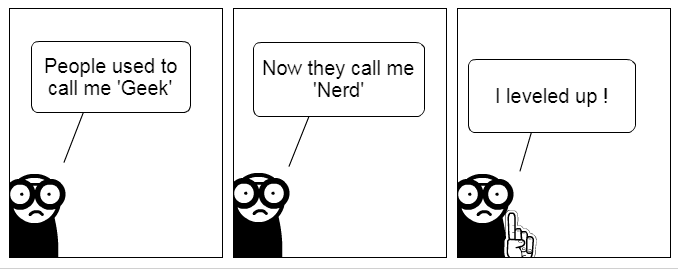 People used to
call me 'Geek'
Now they call me
'Nerd'
I leveled up !